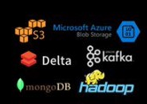 S3
Microsoft Azure
Blob Storage
Delta
kafka
mongoDB
hadoop